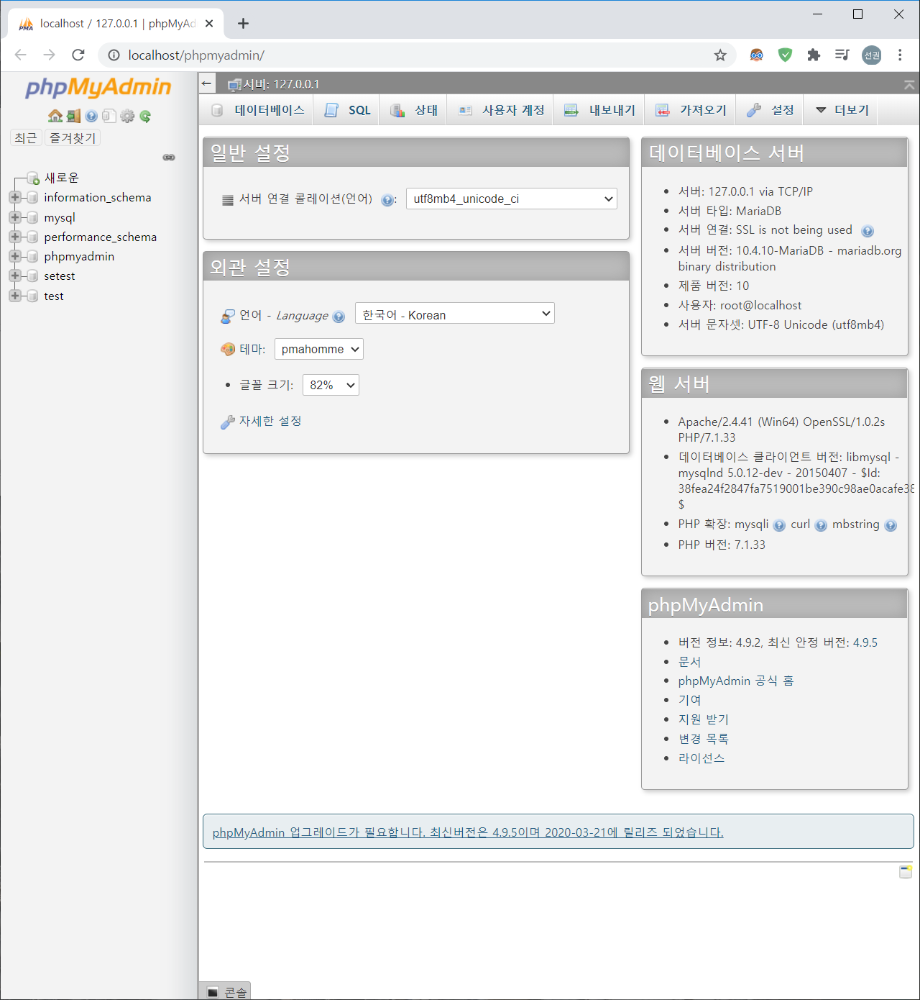 localhost / 127.0.0.1 | phpMyAd
localhost/phpmyadmin/
선권
phpMyAdmin
최근 즐겨찾기
새로운
information_schema
mysql
performance_schema
phpmyadmin
setest
test
서버: 127.0.0.1
데이터베이스 SQL 상태 사용자 계정 내보내기 가져오기 설정 더보기
일반 설정
서버 연결 콜레이션(언어) : utf8mb4_unicode_ci
외관 설정
언어 - Language 한국어 - Korean
테마: pmahomme
글꼴 크기: 82%
자세한 설정
데이터베이스 서버
서버: 127.0.0.1 via TCP/IP
서버 타입: MariaDB
서버 연결: SSL is not being used
서버 버전: 10.4.10-MariaDB - mariadb.org
binary distribution
제품 버전: 10
사용자: root@localhost
서버 문자셋: UTF-8 Unicode (utf8mb4)
웹 서버
Apache/2.4.41 (Win64) OpenSSL/1.0.2s
PHP/7.1.33
데이터베이스 클라이언트 버전: libmysql -
mysqlnd 5.0.12-dev - 20150407 - $Id:
38fea24f2847fa7519001be390c98ae0acafe38
$
PHP 확장: mysqli curl mbstring
PHP 버전: 7.1.33
phpMyAdmin
버전 정보: 4.9.2, 최신 안정 버전: 4.9.5
문서
phpMyAdmin 공식 홈
기여
지원 받기
변경 목록
라이선스
phpMyAdmin 업그레이드가 필요합니다. 최신버전은 4.9.5이며 2020-03-21에 릴리즈 되었습니다.
콘솔